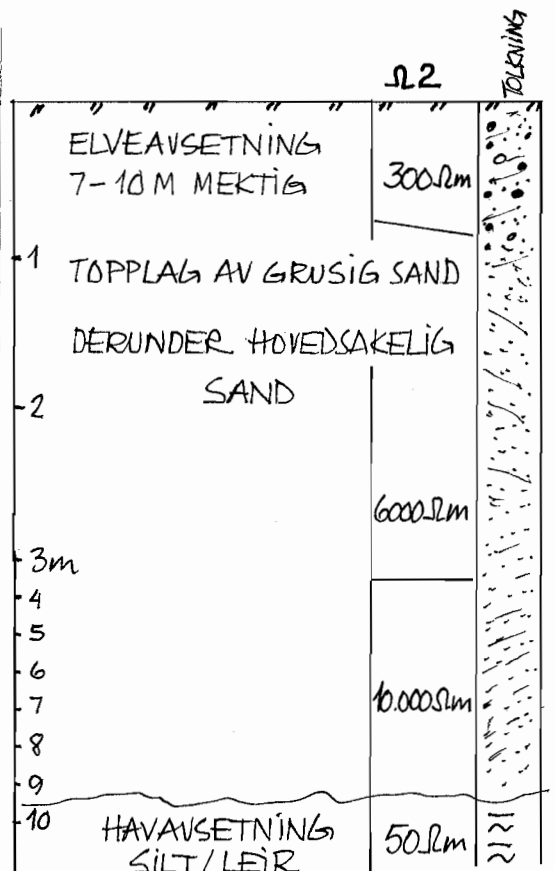 Ω2
TOLKNING
ELVEAVSETNING
7-10 M MEKTIG
300Ωm
1
TOPPLAG AV GRUSIG SAND
DERUNDER HOVEDSAKELIG
SAND
2
6000Ωm
3m
4
5
6
7
10.000Ωm
8
9
10
HAVAVSETNING
SILT/LEIR
50Ωm